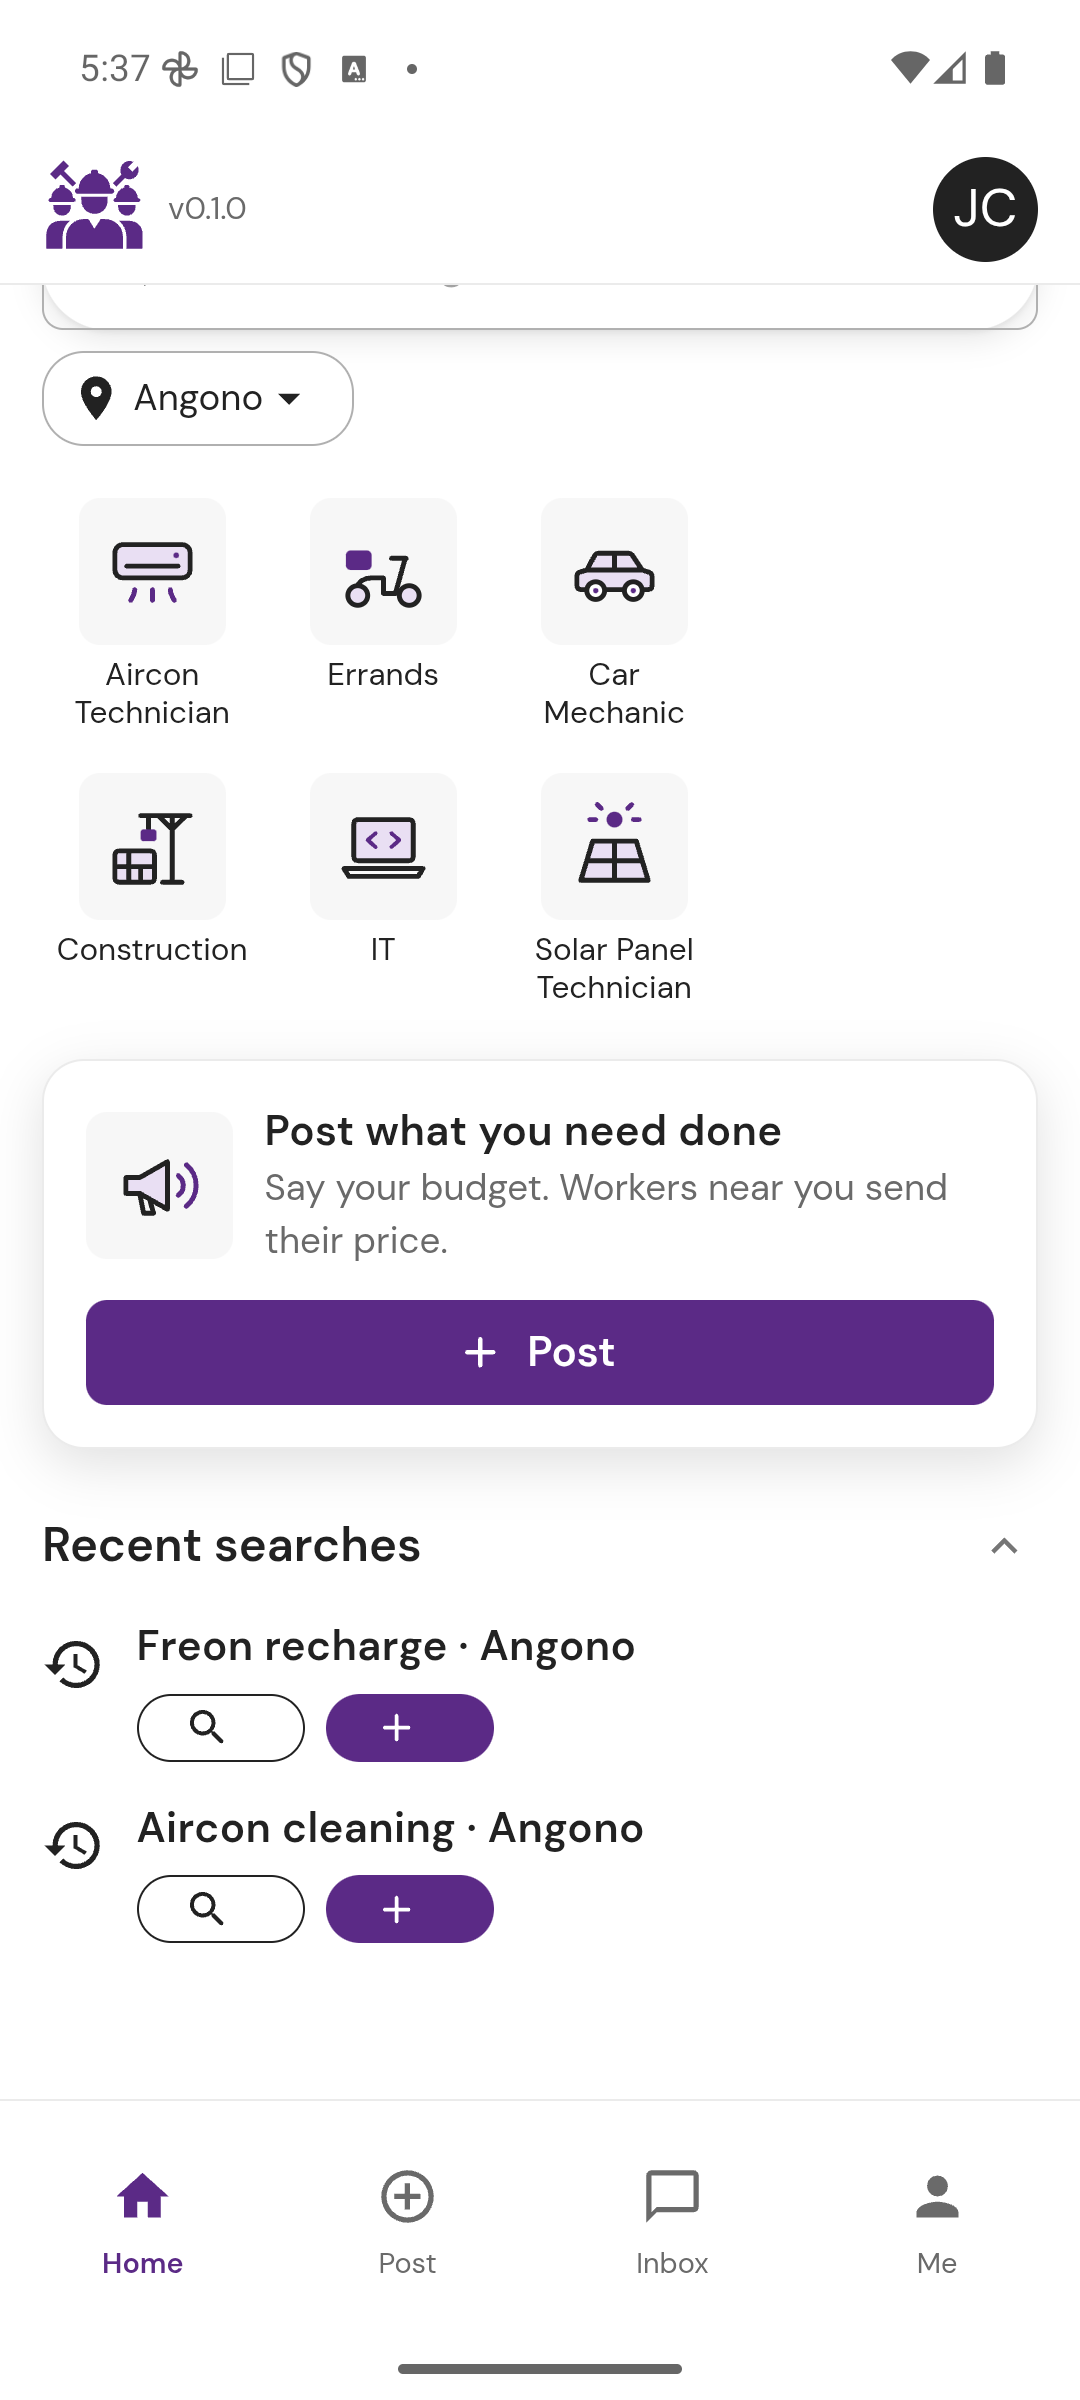 5:37
v0.1.0
JC
Angono
Aircon
Technician
Errands
Car
Mechanic
Construction
IT
Solar Panel
Technician
Post what you need done
Say your budget. Workers near you send
their price.
+ Post
Recent searches
Freon recharge · Angono
Aircon cleaning · Angono
Home
Post
Inbox
Me